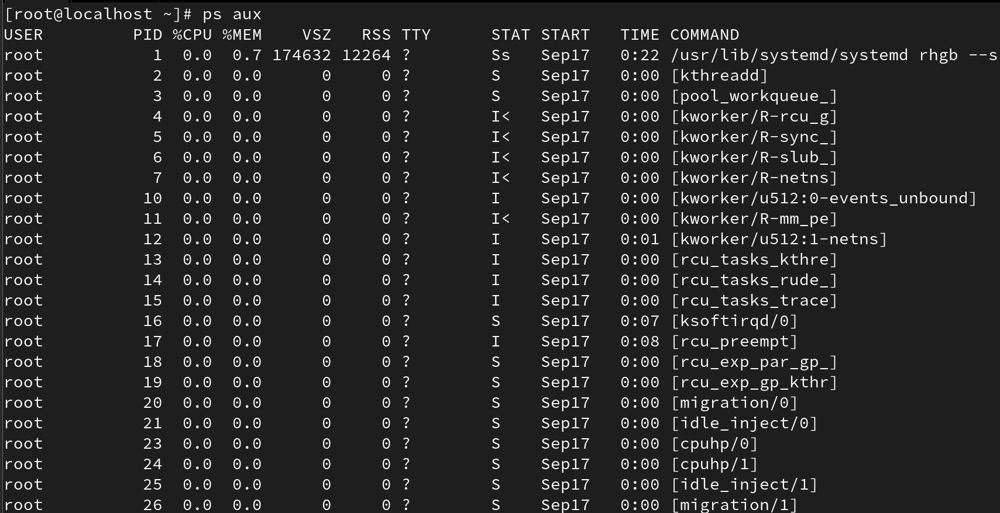 [root@localhost ~]# ps aux
USER         PID %CPU %MEM    VSZ   RSS TTY      STAT START   TIME COMMAND
root           1  0.0  0.7 174632 12264 ?        Ss   Sep17   0:22 /usr/lib/systemd/systemd rhgb --s
root           2  0.0  0.0      0     0 ?        S    Sep17   0:00 [kthreadd]
root           3  0.0  0.0      0     0 ?        S    Sep17   0:00 [pool_workqueue_]
root           4  0.0  0.0      0     0 ?        I<   Sep17   0:00 [kworker/R-rcu_g]
root           5  0.0  0.0      0     0 ?        I<   Sep17   0:00 [kworker/R-sync_]
root           6  0.0  0.0      0     0 ?        I<   Sep17   0:00 [kworker/R-slub_]
root           7  0.0  0.0      0     0 ?        I<   Sep17   0:00 [kworker/R-netns]
root          10  0.0  0.0      0     0 ?        I    Sep17   0:00 [kworker/u512:0-events_unbound]
root          11  0.0  0.0      0     0 ?        I<   Sep17   0:00 [kworker/R-mm_pe]
root          12  0.0  0.0      0     0 ?        I    Sep17   0:01 [kworker/u512:1-netns]
root          13  0.0  0.0      0     0 ?        I    Sep17   0:00 [rcu_tasks_kthre]
root          14  0.0  0.0      0     0 ?        I    Sep17   0:00 [rcu_tasks_rude_]
root          15  0.0  0.0      0     0 ?        I    Sep17   0:00 [rcu_tasks_trace]
root          16  0.0  0.0      0     0 ?        S    Sep17   0:07 [ksoftirqd/0]
root          17  0.0  0.0      0     0 ?        I    Sep17   0:08 [rcu_preempt]
root          18  0.0  0.0      0     0 ?        S    Sep17   0:00 [rcu_exp_par_gp_]
root          19  0.0  0.0      0     0 ?        S    Sep17   0:00 [rcu_exp_gp_kthr]
root          20  0.0  0.0      0     0 ?        S    Sep17   0:00 [migration/0]
root          21  0.0  0.0      0     0 ?        S    Sep17   0:00 [idle_inject/0]
root          23  0.0  0.0      0     0 ?        S    Sep17   0:00 [cpuhp/0]
root          24  0.0  0.0      0     0 ?        S    Sep17   0:00 [cpuhp/1]
root          25  0.0  0.0      0     0 ?        S    Sep17   0:00 [idle_inject/1]
root          26  0.0  0.0      0     0 ?        S    Sep17   0:00 [migration/1]